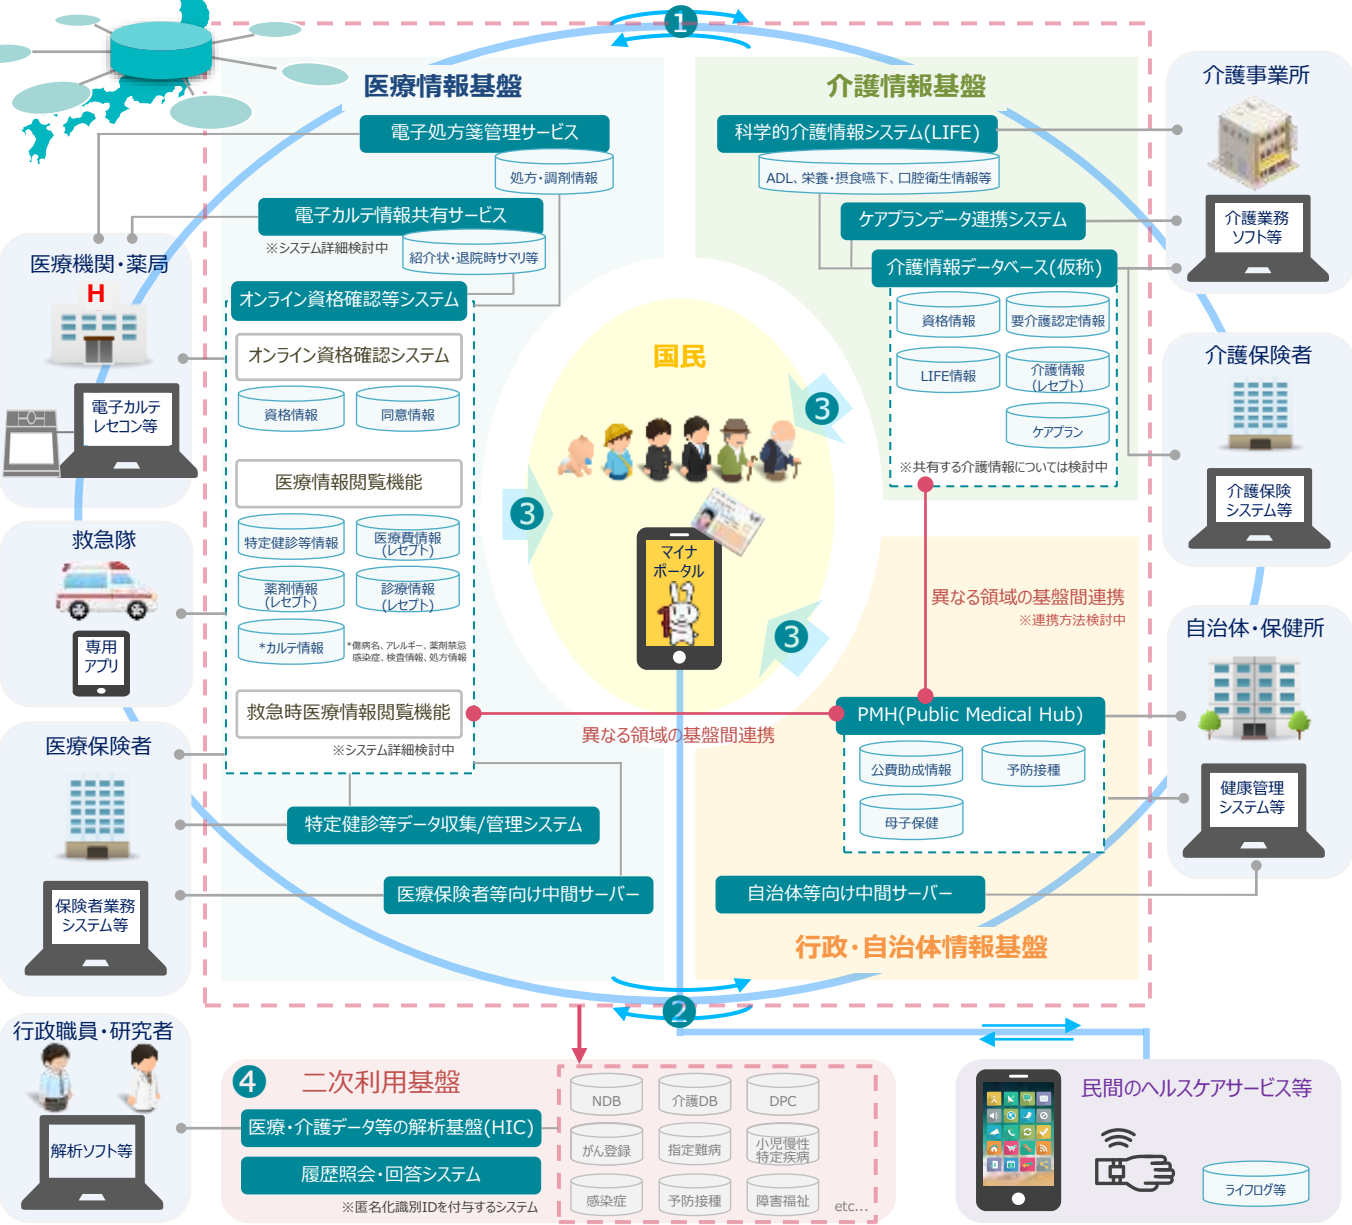 ❶
医療情報基盤
電子処方箋管理サービス
処方・調剤情報
電子カルテ情報共有サービス
※システム詳細検討中
紹介状・退院時サマリ等
オンライン資格確認等システム
オンライン資格確認システム
資格情報
同意情報
医療情報閲覧機能
特定健診等情報
医療費情報
(レセプト)
薬剤情報
(レセプト)
診療情報
(レセプト)
*カルテ情報
*傷病名、アレルギー、薬剤禁忌
感染症、検査情報、処方情報
救急時医療情報閲覧機能
※システム詳細検討中
特定健診等データ収集/管理システム
医療保険者等向け中間サーバー
介護情報基盤
科学的介護情報システム(LIFE)
ADL、栄養・摂食嚥下、口腔衛生情報等
ケアプランデータ連携システム
介護情報データベース(仮称)
資格情報
要介護認定情報
LIFE情報
介護情報
(レセプト)
ケアプラン
※共有する介護情報については検討中
異なる領域の基盤間連携
※連携方法検討中
異なる領域の基盤間連携
PMH(Public Medical Hub)
公費助成情報
予防接種
母子保健
自治体等向け中間サーバー
行政・自治体情報基盤
国民
❸
❸
❸
マイナ
ポータル
医療機関・薬局
H
電子カルテ
レセコン等
救急隊
専用
アプリ
医療保険者
保険者業務
システム等
行政職員・研究者
解析ソフト等
介護事業所
介護業務
ソフト等
介護保険者
介護保険
システム等
自治体・保健所
健康管理
システム等
❷
❹
二次利用基盤
医療・介護データ等の解析基盤(HIC)
履歴照会・回答システム
※匿名化識別IDを付与するシステム
NDB
介護DB
DPC
がん登録
指定難病
小児慢性
特定疾病
感染症
予防接種
障害福祉
etc...
民間のヘルスケアサービス等
ライフログ等